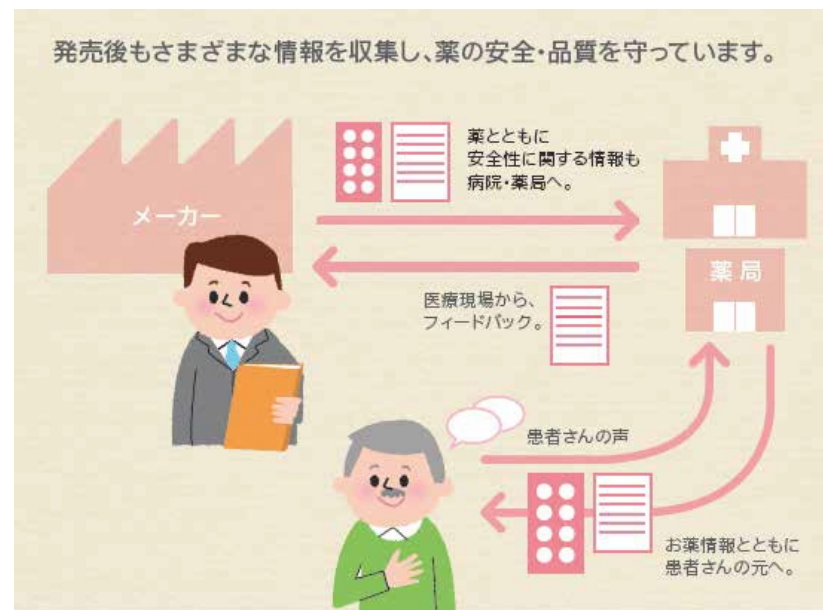 発売後もさまざまな情報を収集し、薬の安全・品質を守っています。
薬とともに
安全性に関する情報も
病院・薬局へ。
メーカー
薬局
医療現場から、
フィードバック。
患者さんの声
お薬情報とともに
患者さんの元へ。